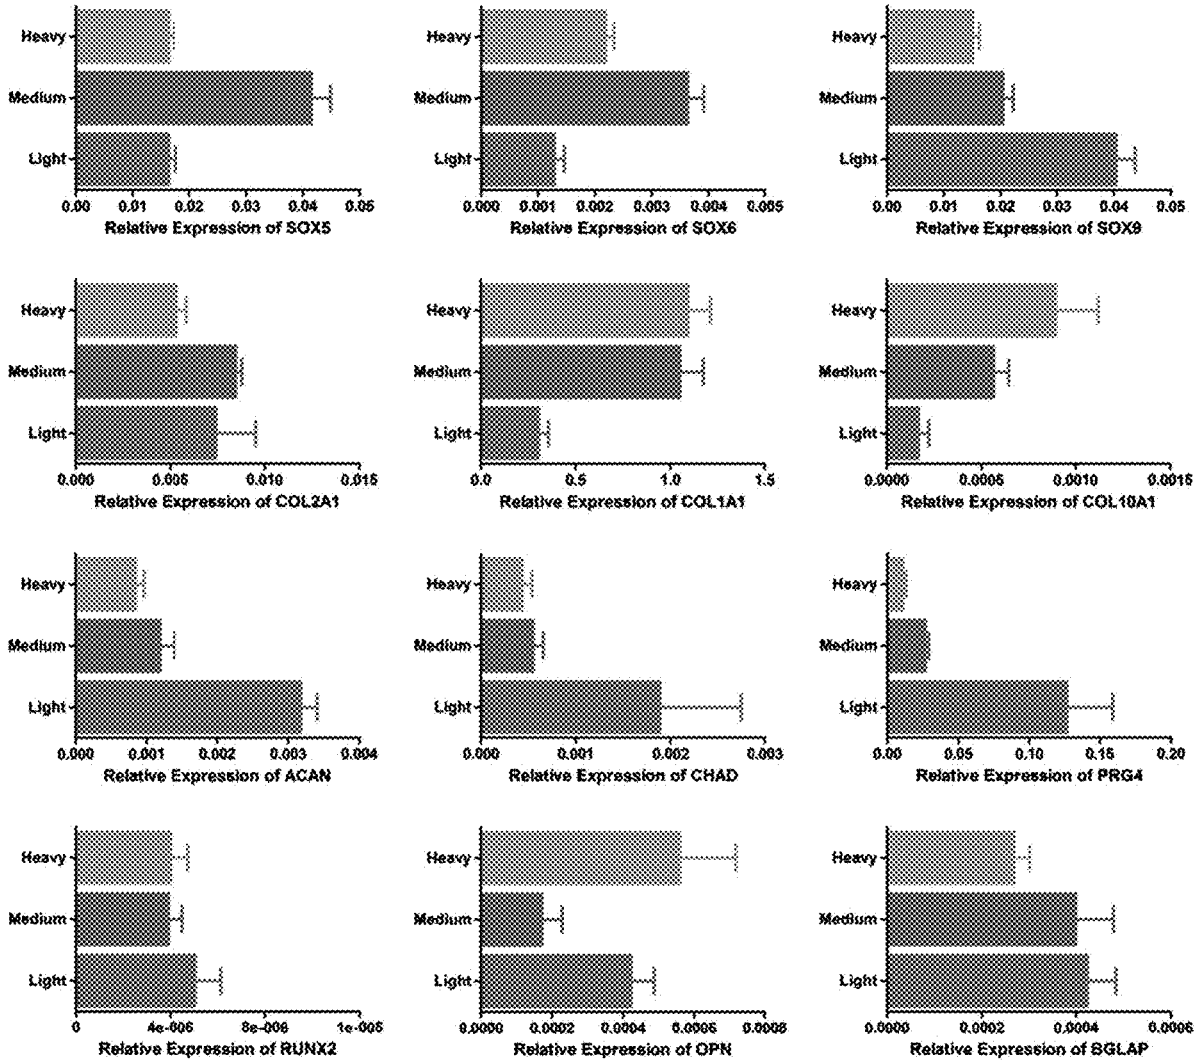 Heavy
Medium
Light
0.00 0.01 0.02 0.03 0.04 0.05
Relative Expression of SOX5
Heavy
Medium
Light
0.000 0.001 0.002 0.003 0.004 0.005
Relative Expression of SOX6
Heavy
Medium
Light
0.00 0.01 0.02 0.03 0.04 0.05
Relative Expression of SOX9
Heavy
Medium
Light
0.000 0.005 0.010 0.015
Relative Expression of COL2A1
Heavy
Medium
Light
0.0 0.5 1.0 1.5
Relative Expression of COL1A1
Heavy
Medium
Light
0.0000 0.0005 0.0010 0.0015
Relative Expression of COL10A1
Heavy
Medium
Light
0.000 0.001 0.002 0.003 0.004
Relative Expression of ACAN
Heavy
Medium
Light
0.000 0.001 0.002 0.003
Relative Expression of CHAD
Heavy
Medium
Light
0.00 0.05 0.10 0.15 0.20
Relative Expression of PRG4
Heavy
Medium
Light
0 4e-006 8e-006 1e-005
Relative Expression of RUNX2
Heavy
Medium
Light
0.0000 0.0002 0.0004 0.0006 0.0008
Relative Expression of OPN
Heavy
Medium
Light
0.0000 0.0002 0.0004 0.0006
Relative Expression of BGLAP